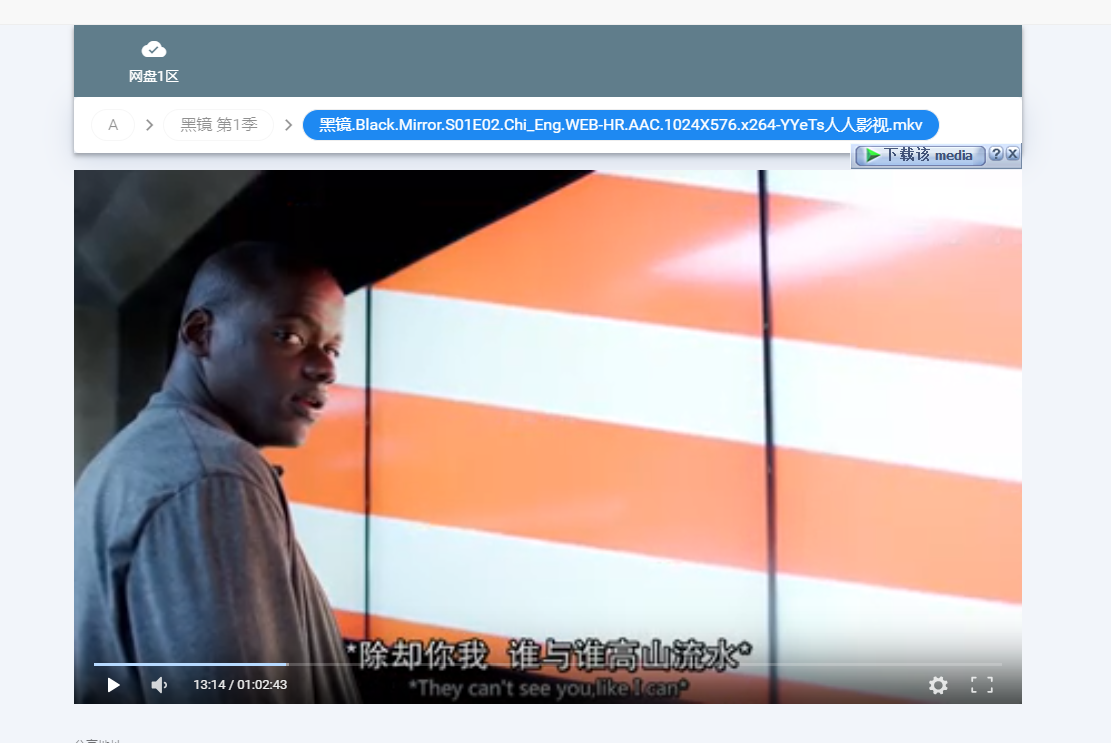 网盘1区
A
黑镜 第1季
黑镜.Black.Mirror.S01E02.Chi_Eng.WEB-HR.AAC.1024X576.x264-YYeTs人人影视.mkv
下载该 media
*除却你我 谁与谁高山流水*
*They can't see you,like I can*
13:14 / 01:02:43